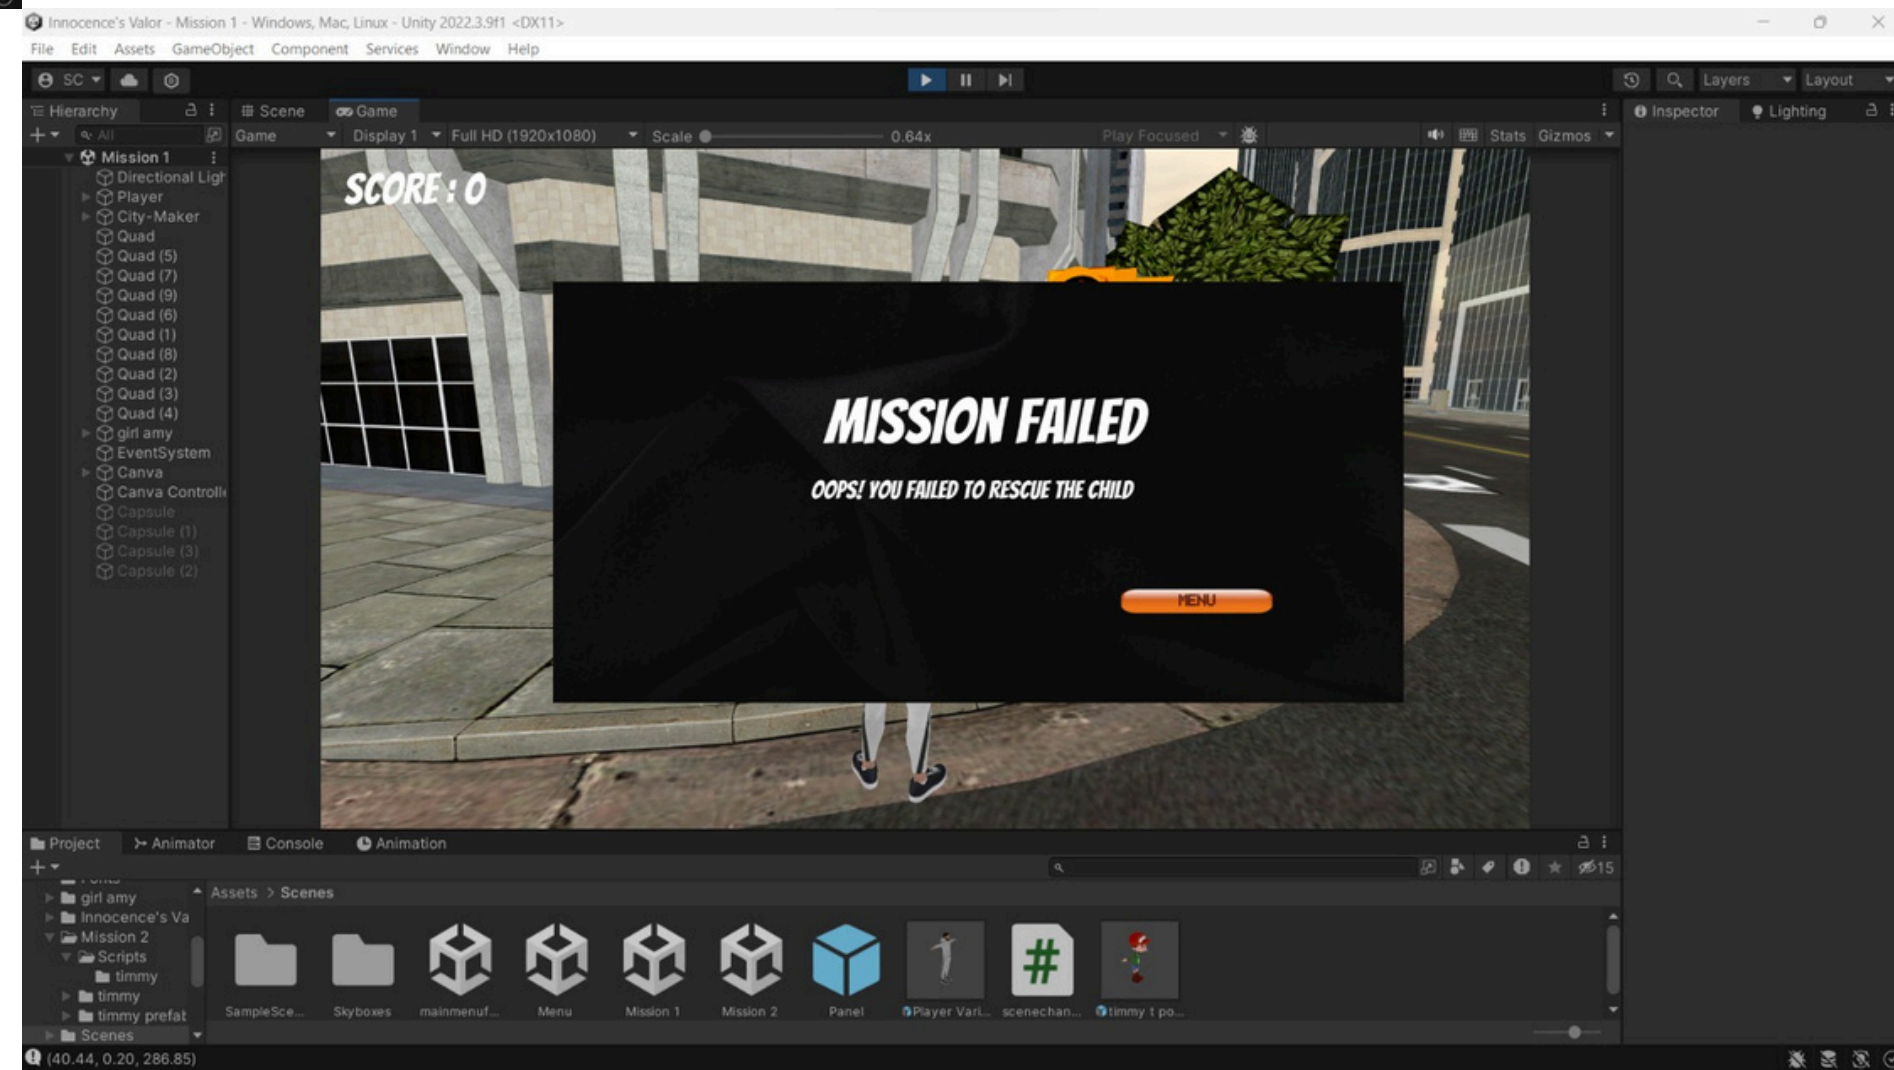 Innocence's Valor - Mission 1 - Windows, Mac, Linux - Unity 2022.3.9f1 <DX11>
File Edit Assets GameObject Component Services Window Help
SC Layers Layout
Hierarchy Scene Game Inspector Lighting
All Game Display 1 Full HD (1920x1080) Scale 0.64x Play Focused Stats Gizmos
Mission 1
Directional Ligh
Player
City-Maker
Quad
Quad (5)
Quad (7)
Quad (9)
Quad (6)
Quad (1)
Quad (8)
Quad (2)
Quad (3)
Quad (4)
girl amy
EventSystem
Canva
Canva Controlle
Capsule
Capsule (1)
Capsule (3)
Capsule (2)
SCORE : 0
MISSION FAILED
OOPS! YOU FAILED TO RESCUE THE CHILD
MENU
Project Animator Console Animation
15
Assets > Scenes
girl amy
Innocence's Va
Mission 2
Scripts
timmy
timmy
timmy prefab
Scenes
SampleSce... Skyboxes mainmenuf... Menu Mission 1 Mission 2 Panel Player Vari... scenechan... timmy t po...
(40.44, 0.20, 286.85)